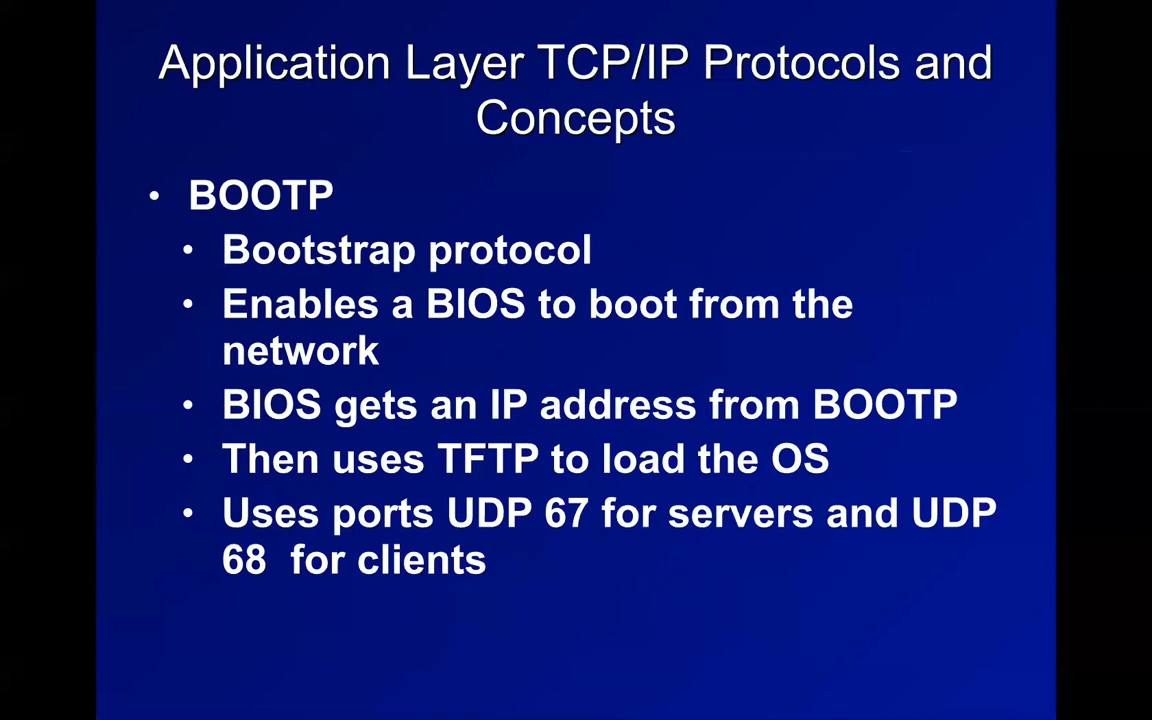 Application Layer TCP/IP Protocols and
Concepts
• BOOTP
• Bootstrap protocol
• Enables a BIOS to boot from the
network
• BIOS gets an IP address from BOOTP
• Then uses TFTP to load the OS
• Uses ports UDP 67 for servers and UDP
68  for clients